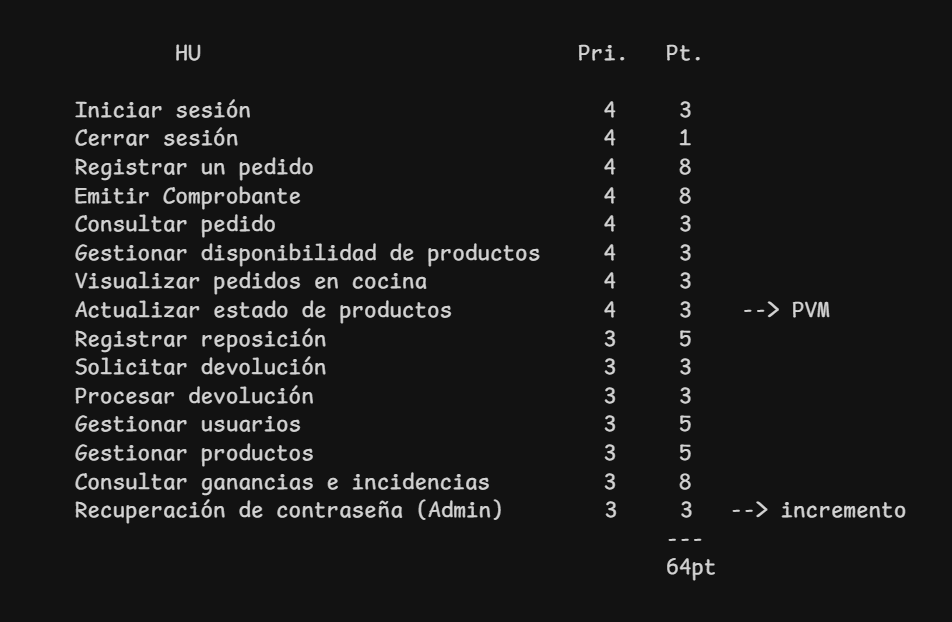 HU Pri. Pt.
Iniciar sesión 4 3
Cerrar sesión 4 1
Registrar un pedido 4 8
Emitir Comprobante 4 8
Consultar pedido 4 3
Gestionar disponibilidad de productos 4 3
Visualizar pedidos en cocina 4 3
Actualizar estado de productos 4 3 --> PVM
Registrar reposición 3 5
Solicitar devolución 3 3
Procesar devolución 3 3
Gestionar usuarios 3 5
Gestionar productos 3 5
Consultar ganancias e incidencias 3 8
Recuperación de contraseña (Admin) 3 3 --> incremento
---
64pt